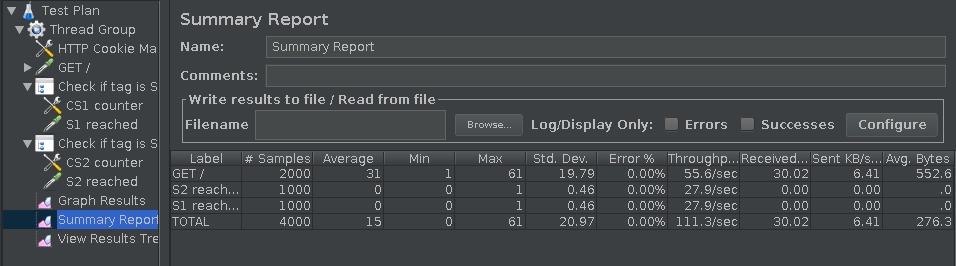 Test Plan
Thread Group
HTTP Cookie Ma
GET /
Check if tag is S
CS1 counter
S1 reached
Check if tag is S
CS2 counter
S2 reached
Graph Results
Summary Report
View Results Tre
Summary Report
Name: Summary Report
Comments:
Write results to file / Read from file
Filename Browse... Log/Display Only: Errors Successes Configure
Label # Samples Average Min Max Std. Dev. Error % Throughp... Received... Sent KB/s... Avg. Bytes
GET / 2000 31 1 61 19.79 0.00% 55.6/sec 30.02 6.41 552.6
S2 reach... 1000 0 0 1 0.46 0.00% 27.9/sec 0.00 0.00 .0
S1 reach... 1000 0 0 1 0.46 0.00% 27.9/sec 0.00 0.00 .0
TOTAL 4000 15 0 61 20.97 0.00% 111.3/sec 30.02 6.41 276.3